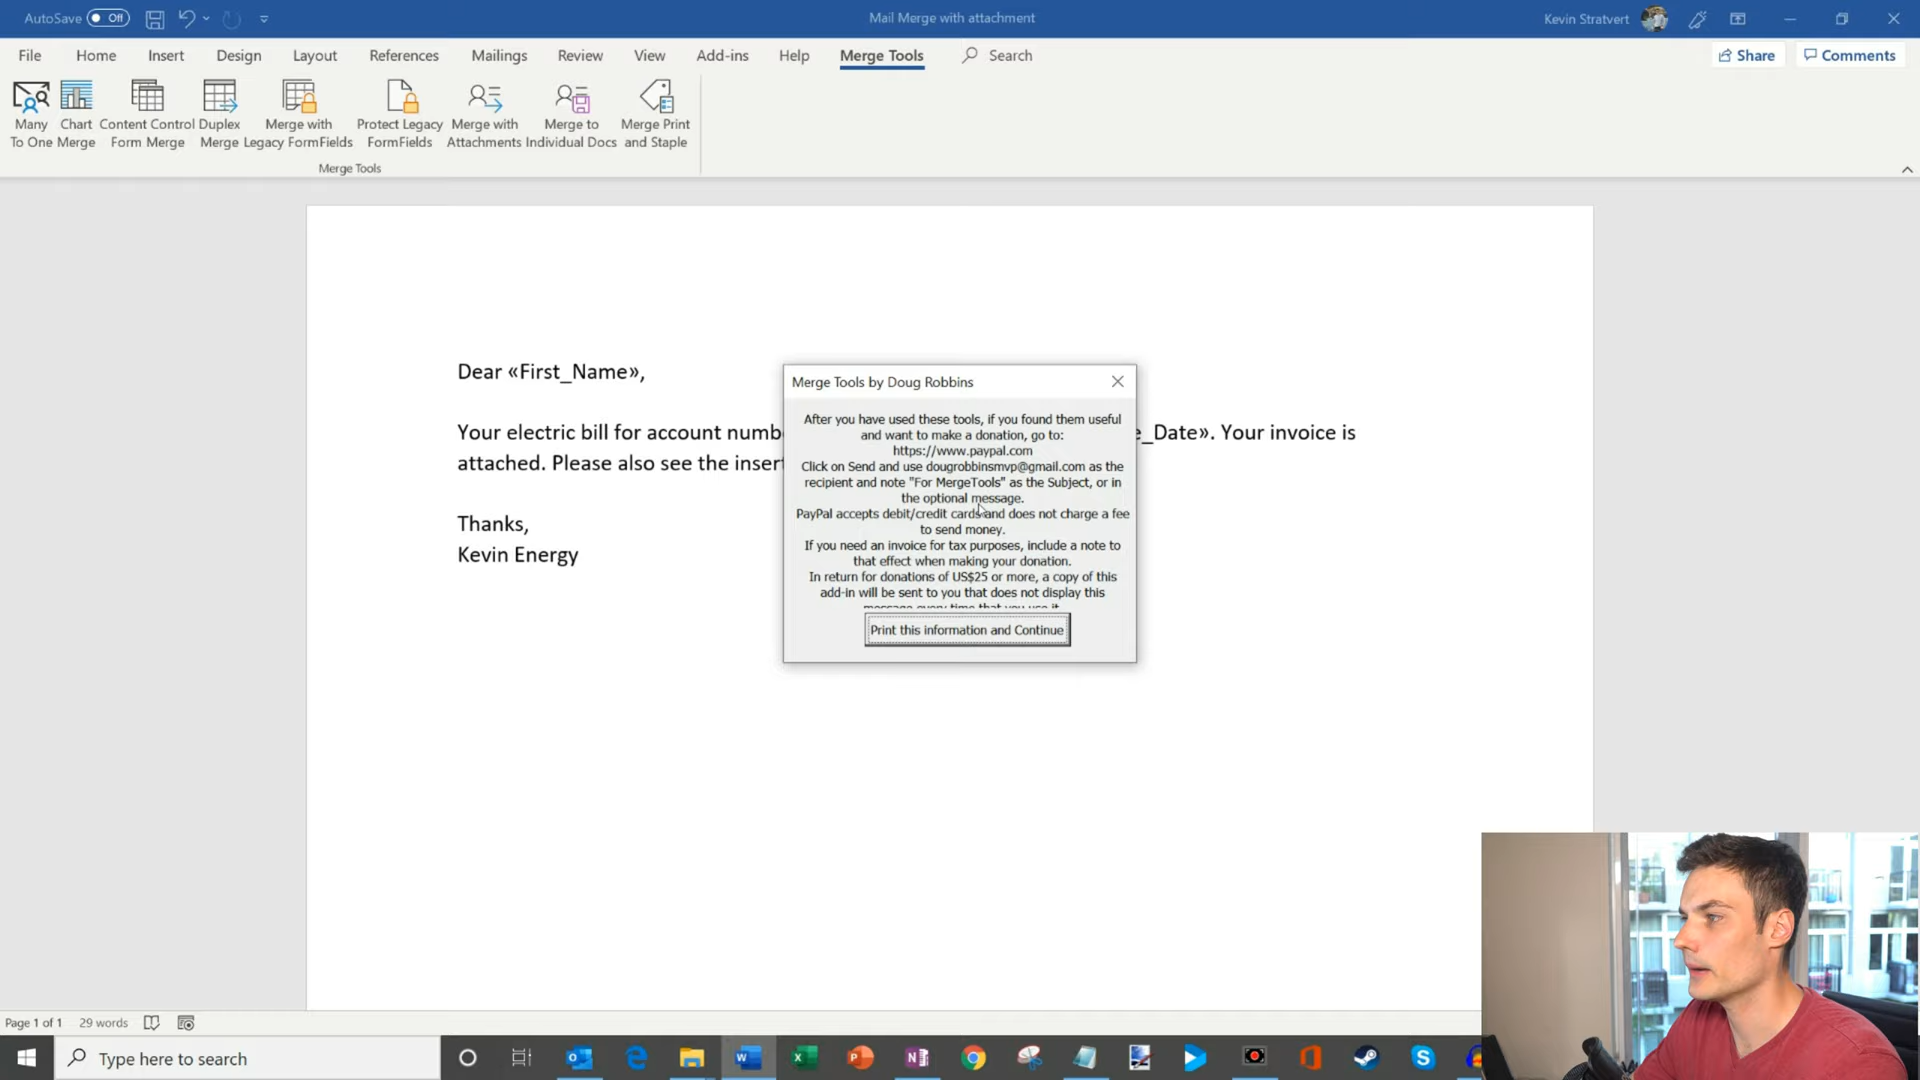 AutoSave Off
Mail Merge with attachment
Kevin Stratvert
File Home Insert Design Layout References Mailings Review View Add-ins Help Merge Tools Search
Share Comments
Many To One
Chart Merge
Content Control Form Merge
Duplex Merge
Merge with Legacy FormFields
Protect Legacy FormFields
Merge with Attachments
Merge to Individual Docs
Merge Print and Staple
Merge Tools
Dear «First_Name»,
Your electric bill for account numb
e_Date». Your invoice is
attached. Please also see the inser
Thanks,
Kevin Energy
Merge Tools by Doug Robbins
After you have used these tools, if you found them useful
and want to make a donation, go to:
https://www.paypal.com
Click on Send and use dougrobbinsmvp@gmail.com as the
recipient and note "For MergeTools" as the Subject, or in
the optional message.
PayPal accepts debit/credit cards and does not charge a fee
to send money.
If you need an invoice for tax purposes, include a note to
that effect when making your donation.
In return for donations of US$25 or more, a copy of this
add-in will be sent to you that does not display this
message every time that you use it.
Print this information and Continue
Page 1 of 1 29 words
Type here to search